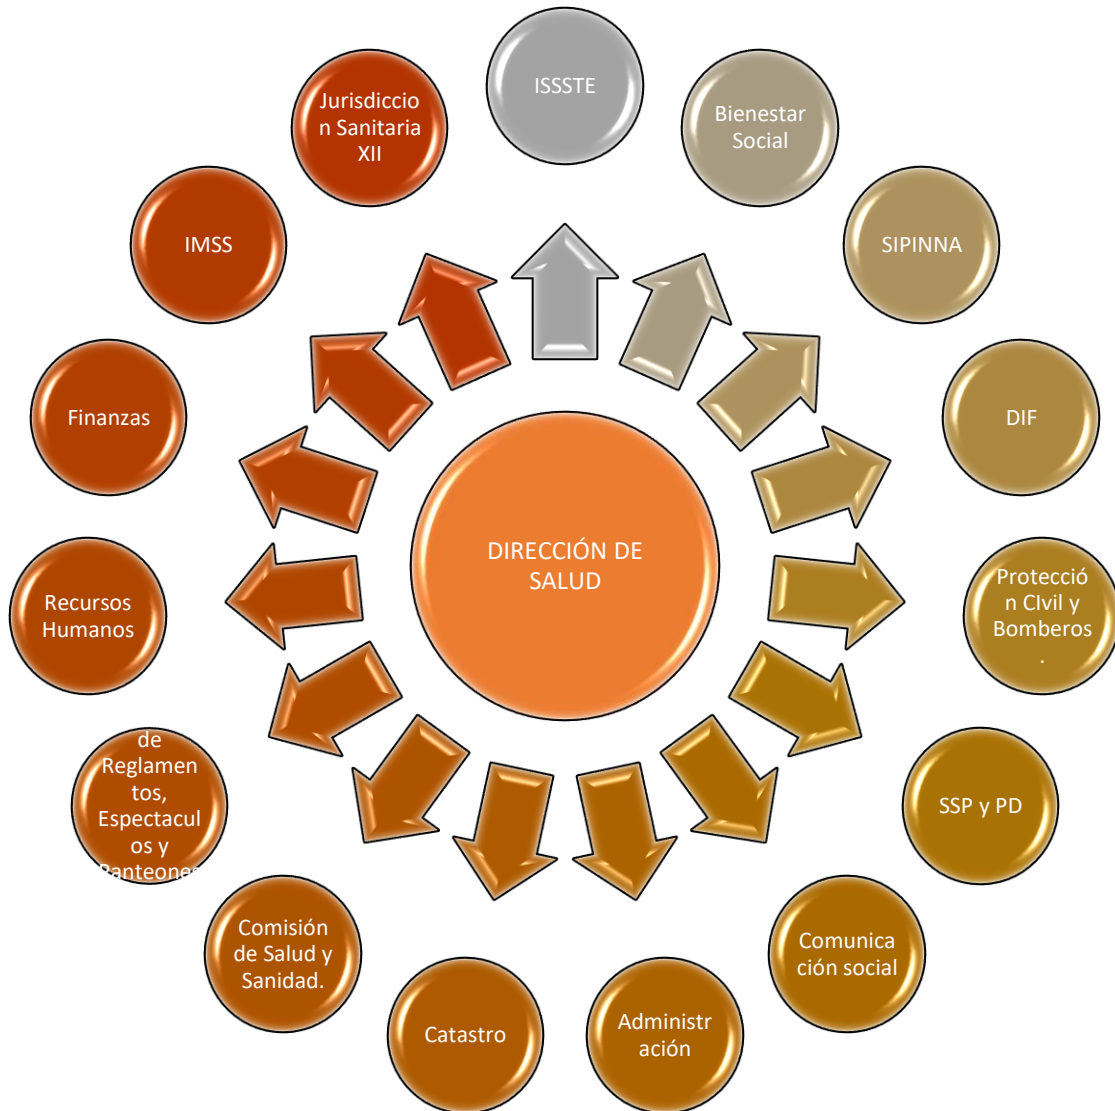 ISSSTE
Bienestar
Social
SIPINNA
DIF
Protecció
n CIvil y
Bomberos
.
SSP y PD
Comunica
ción social
Administr
ación
Catastro
Comisión
de Salud y
Sanidad.
de
Reglamen
tos,
Espectacul
os y
Panteones
Recursos
Humanos
Finanzas
IMSS
Jurisdiccio
n Sanitaria
XII
DIRECCIÓN DE
SALUD